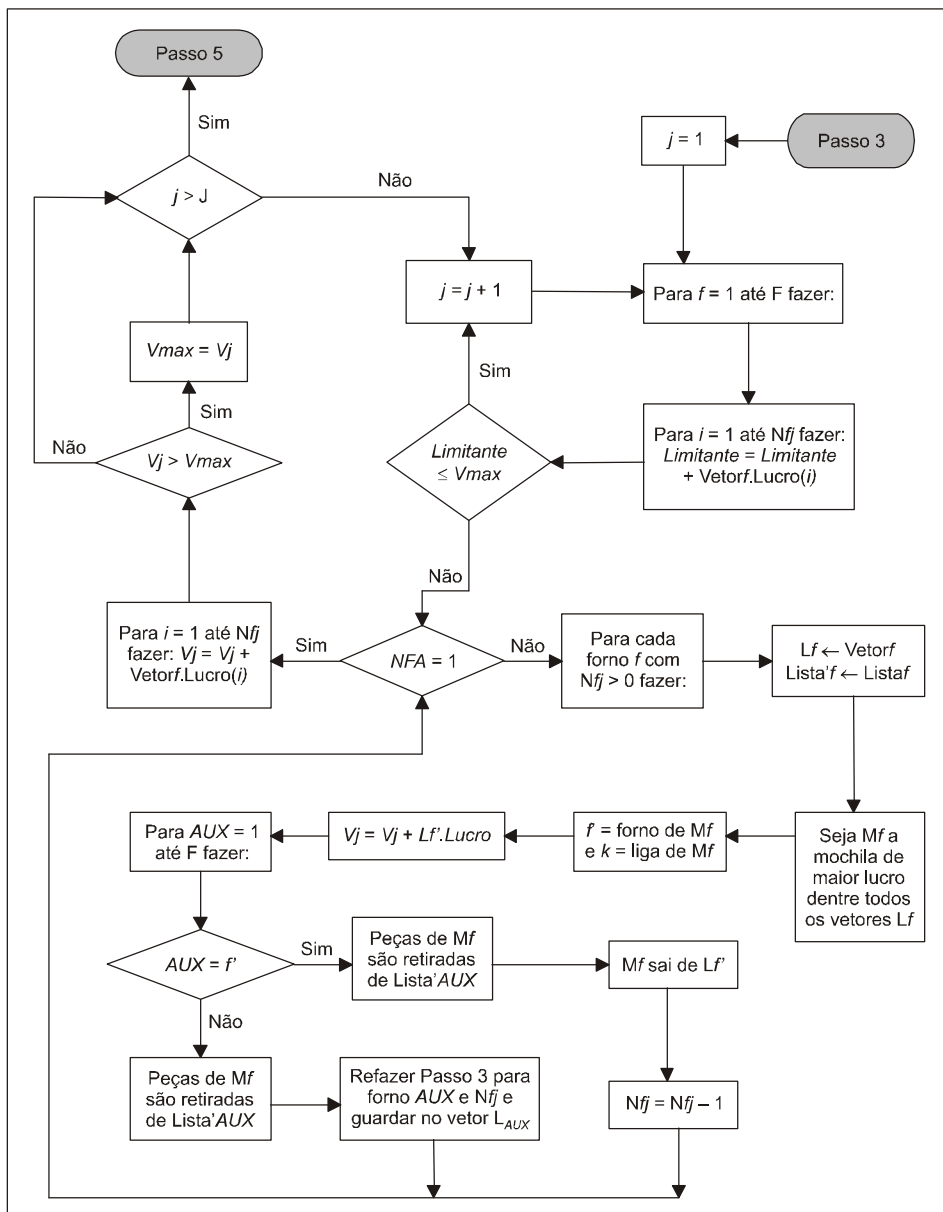 Passo 5
Sim
j = 1
Passo 3
j > J
Não
j = j + 1
Para f = 1 até F fazer:
Vmax = Vj
Sim
Sim
Não
Vj > Vmax
Limitante
≤ Vmax
Para i = 1 até Nfj fazer:
Limitante = Limitante
+ Vetorf.Lucro(i)
Não
Para i = 1 até Nfj
fazer: Vj = Vj +
Vetorf.Lucro(i)
Sim
NFA = 1
Não
Para cada
forno f com
Nfj > 0 fazer:
Lf ← Vetorf
Lista'f ← Listaf
Para AUX = 1
até F fazer:
Vj = Vj + Lf'.Lucro
f' = forno de Mf
e k = liga de Mf
Seja Mf a
mochila de
maior lucro
dentre todos
os vetores Lf
AUX = f'
Sim
Peças de Mf
são retiradas
de Lista'AUX
Mf sai de Lf'
Não
Peças de Mf
são retiradas
de Lista'AUX
Refazer Passo 3 para
forno AUX e Nfj e
guardar no vetor LAUX
Nfj = Nfj – 1